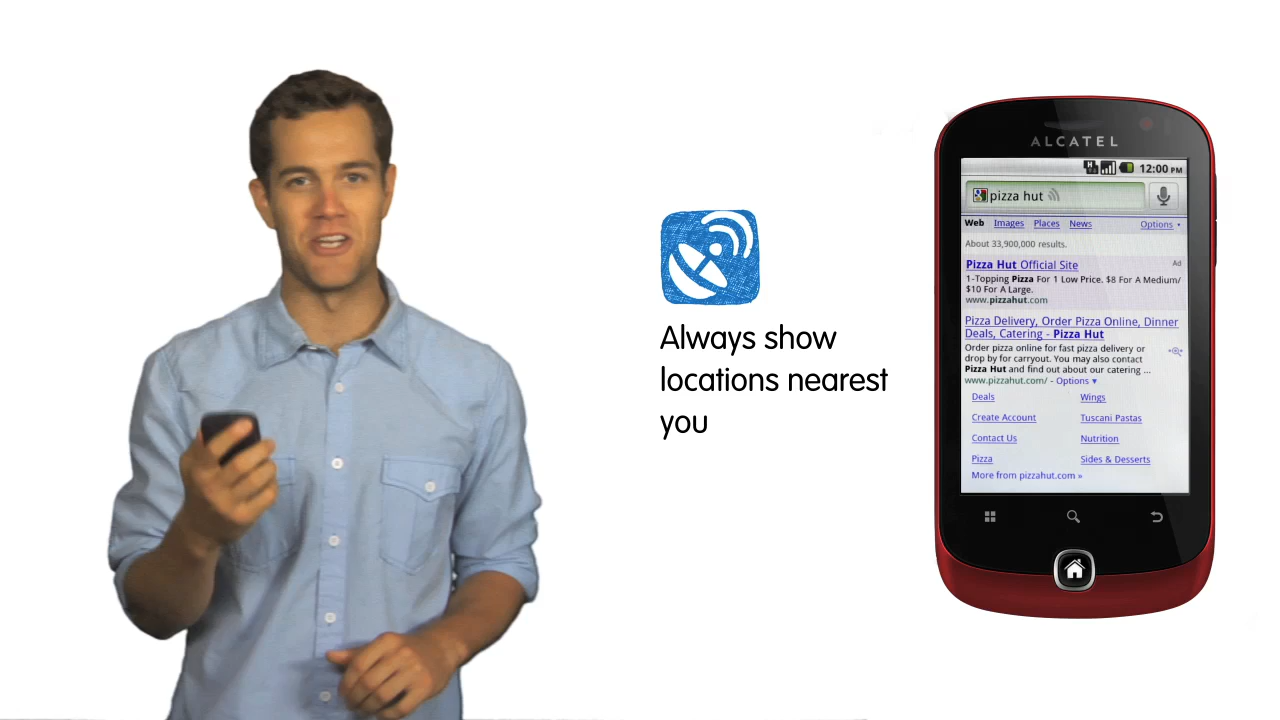 Always show
locations nearest
you
ALCATEL
H
12:00 PM
pizza hut
Web Images Places News Options
About 33,900,000 results.
Pizza Hut Official Site Ad
1-Topping Pizza For 1 Low Price. $8 For A Medium/
$10 For A Large.
www.pizzahut.com
Pizza Delivery, Order Pizza Online, Dinner
Deals, Catering - Pizza Hut
Order pizza online for fast pizza delivery or
drop by for carryout. You may also contact
Pizza Hut and find out about our catering ...
www.pizzahut.com/ - Options ▼
Deals Wings
Create Account Tuscani Pastas
Contact Us Nutrition
Pizza Sides & Desserts
More from pizzahut.com »